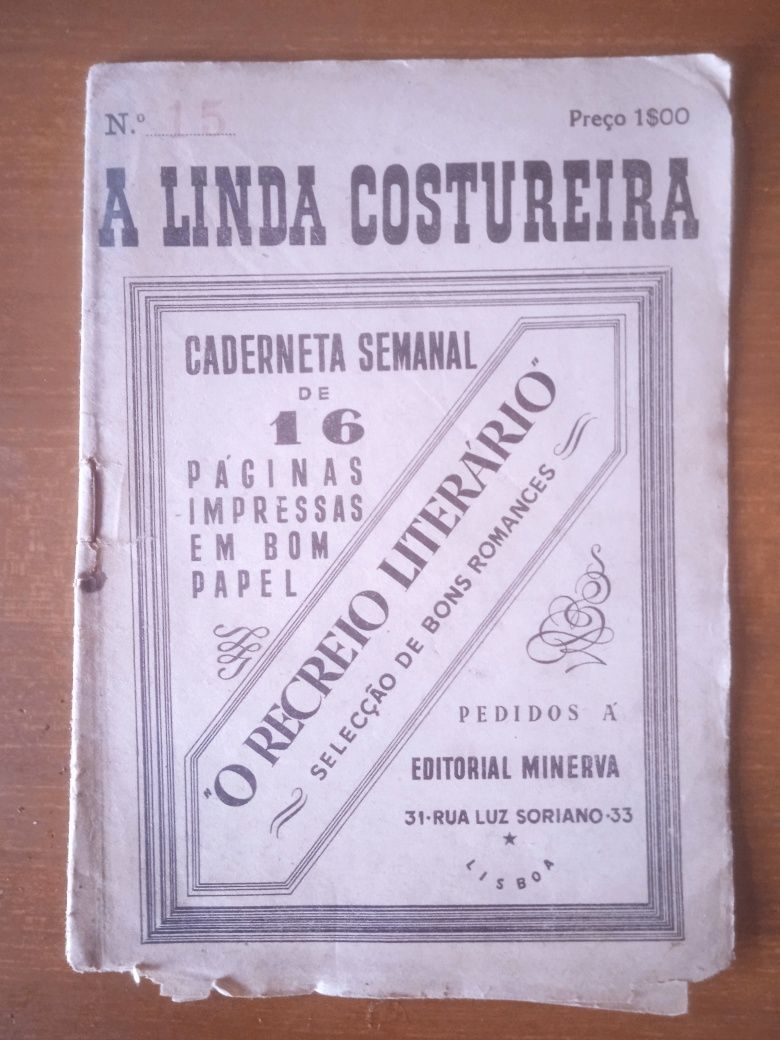 N.º 15
Preço 1$00
A LINDA COSTUREIRA
CADERNETA SEMANAL
DE
16
PÁGINAS
IMPRESSAS
EM BOM
PAPEL
"O RECREIO LITERÁRIO"
SELECÇÃO DE BONS ROMANCES
PEDIDOS Á
EDITORIAL MINERVA
31·RUA LUZ SORIANO·33
LISBOA